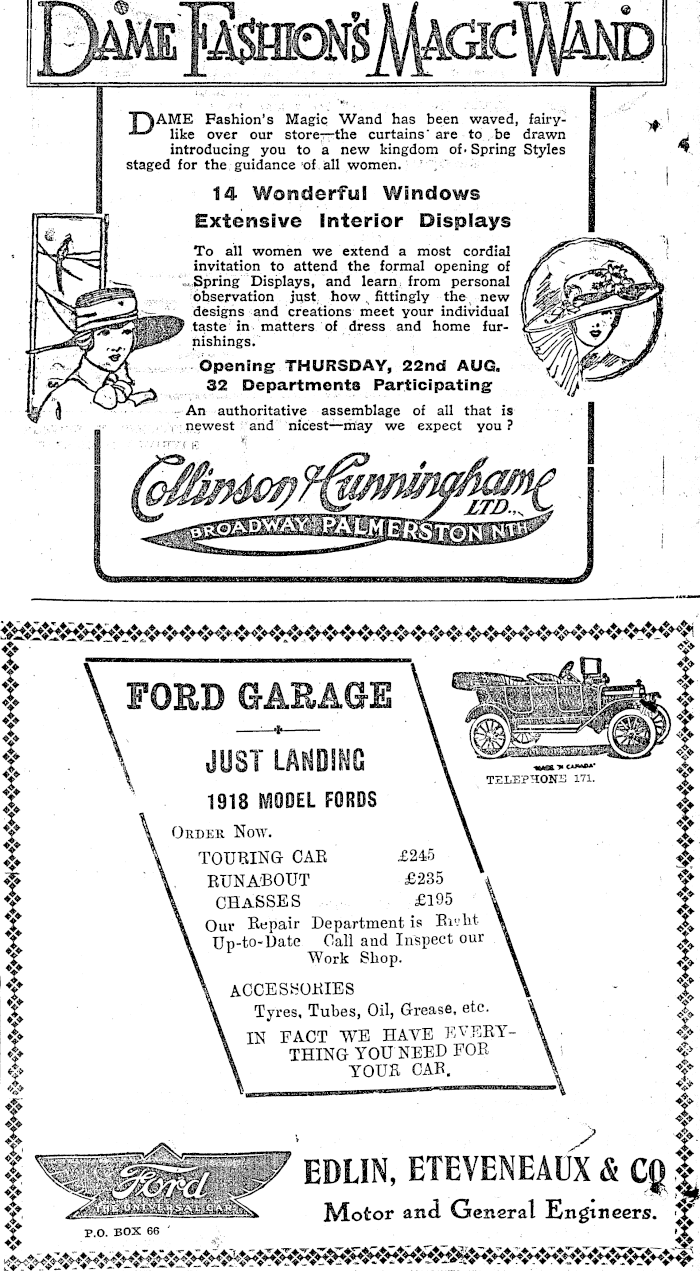 DAME FASHION'S MAGIC WAND
DAME Fashion's Magic Wand has been waved, fairy-
like over our store—the curtains are to be drawn
introducing you to a new kingdom of Spring Styles
staged for the guidance of all women.
14 Wonderful Windows
Extensive Interior Displays
To all women we extend a most cordial
invitation to attend the formal opening of
Spring Displays, and learn from personal
observation just how fittingly the new
designs and creations meet your individual
taste in matters of dress and home fur-
nishings.
Opening THURSDAY, 22nd AUG.
32 Departments Participating
An authoritative assemblage of all that is
newest and nicest—may we expect you?
Collinson & Cunninghame
LTD.
BROADWAY PALMERSTON NTH
FORD GARAGE
JUST LANDING
1918 MODEL FORDS
"MADE IN CANADA"
TELEPHONE 171.
ORDER NOW.
TOURING CAR £245
RUNABOUT £235
CHASSES £195
Our Repair Department is Right
Up-to-Date Call and Inspect our
Work Shop.
ACCESSORIES
Tyres, Tubes, Oil, Grease, etc.
IN FACT WE HAVE EVERY-
THING YOU NEED FOR
YOUR CAR.
Ford
THE UNIVERSAL CAR
P.O. BOX 66
EDLIN, ETEVENEAUX & CO
Motor and General Engineers.